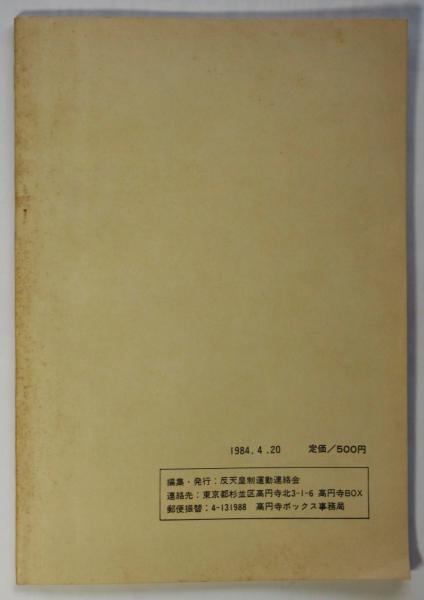 1984.4.20 定価/500円
編集・発行：反天皇制運動連絡会
連絡先：東京都杉並区高円寺北3-1-6 高円寺BOX
郵便振替：4-131988 高円寺ボックス事務局